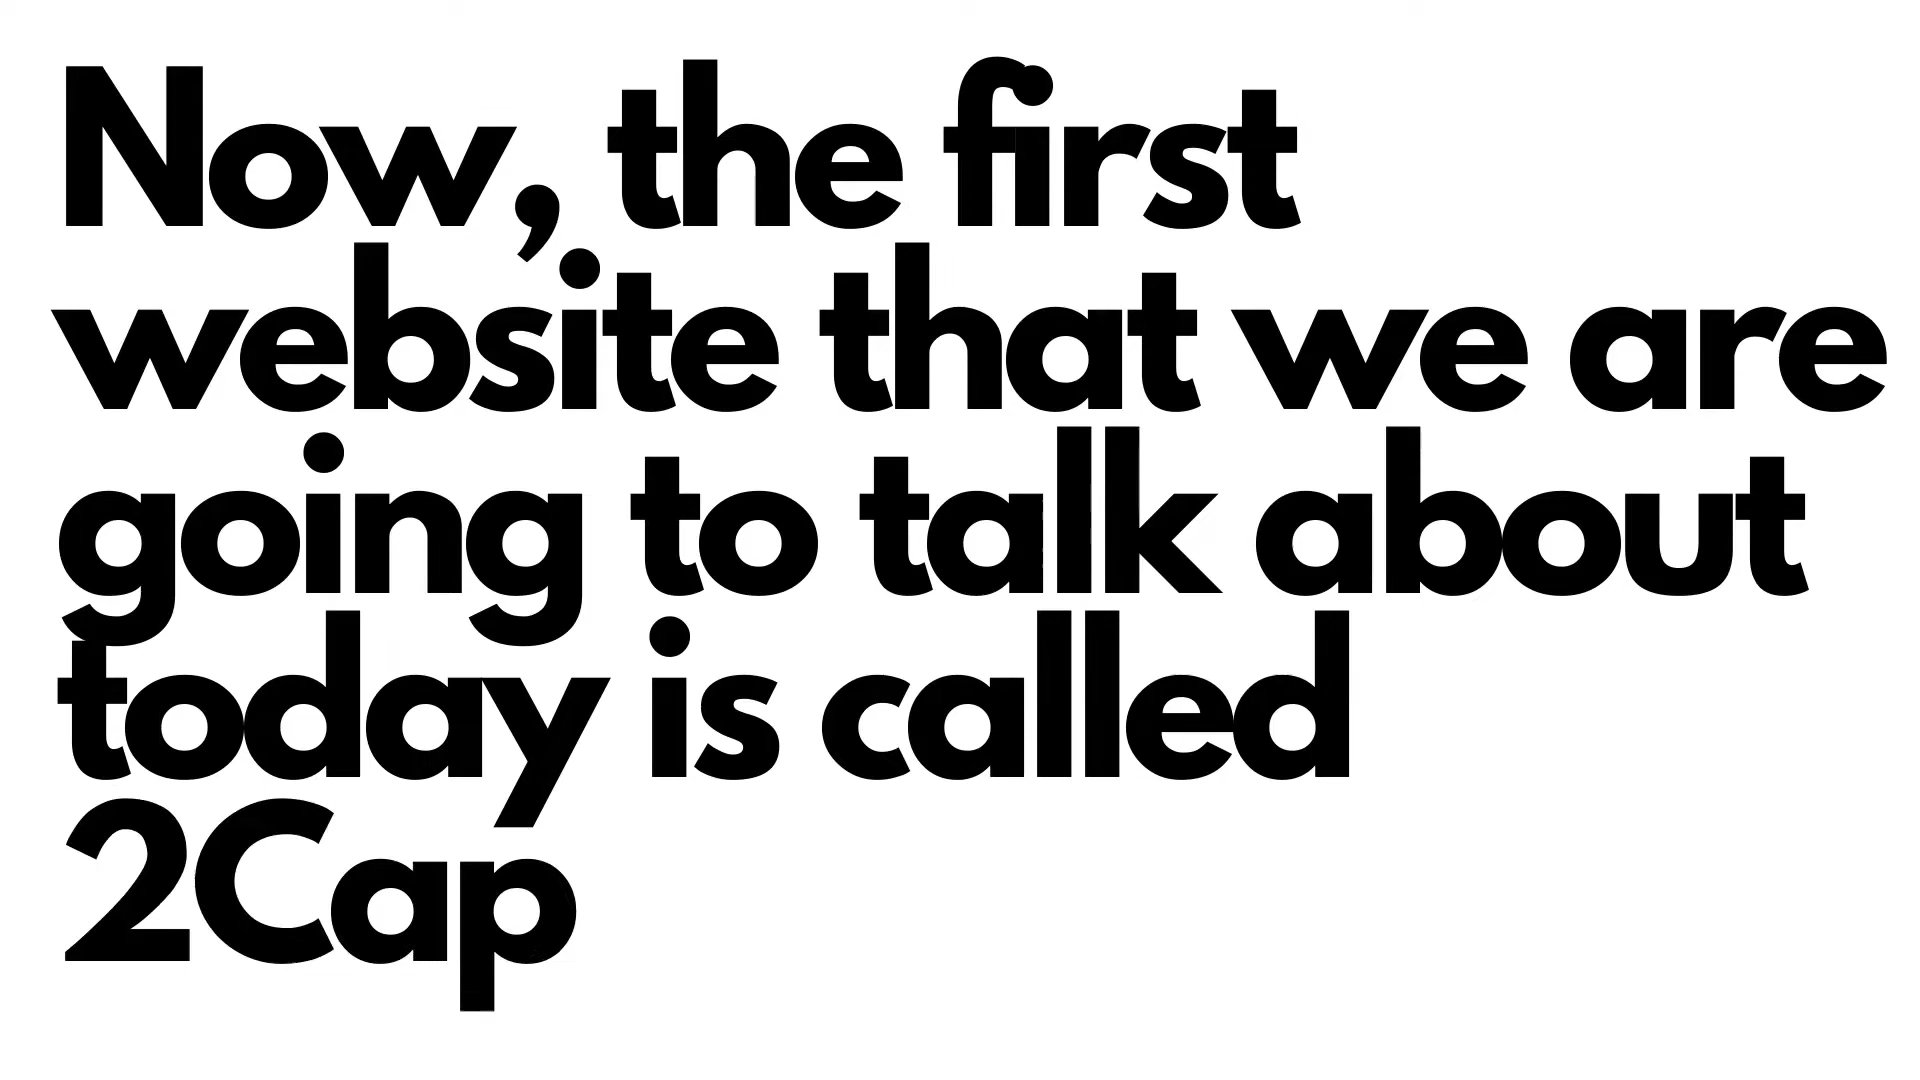 Now, the first
website that we are
going to talk about
today is called
2Cap